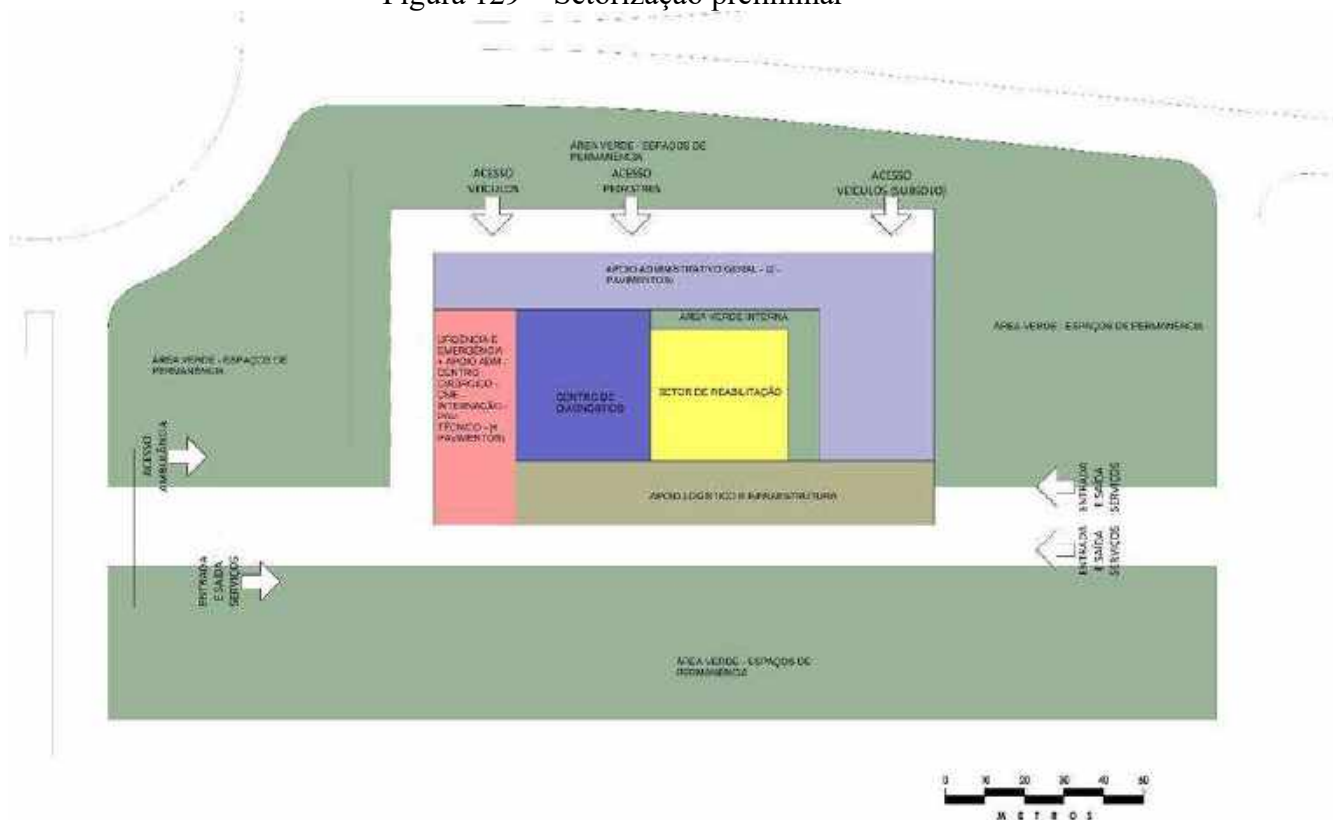 Figura 129 – Setorização preliminar
ÁREA VERDE - ESPAÇOS DE
PERMANÊNCIA
ACESSO
VEÍCULOS
ACESSO
PEDESTRES
ACESSO
VEÍCULOS (SUBSOLO)
APOIO ADMINISTRATIVO GERAL - (2 -
PAVIMENTOS)
ÁREA VERDE INTERNA
URGÊNCIA E
EMERGÊNCIA
+ APOIO ADM -
CENTRO
CIRÚRGICO -
CME -
INTERNAÇÃO -
PAV.
TÉCNICO - (4
PAVIMENTOS)
CENTRO DE
DIAGNÓSTICO
SETOR DE REABILITAÇÃO
ÁREA VERDE - ESPAÇOS DE PERMANÊNCIA
ÁREA VERDE - ESPAÇOS DE
PERMANÊNCIA
ACESSO
AMBULÂNCIA
APOIO LOGÍSTICO E INFRAESTRUTURA
ENTRADA
E SAÍDA
SERVIÇOS
ENTRADA
E SAÍDA
SERVIÇOS
ENTRADA
E SAÍDA
SERVIÇOS
ÁREA VERDE - ESPAÇOS DE
PERMANÊNCIA
0 10 20 30 40 50
METROS